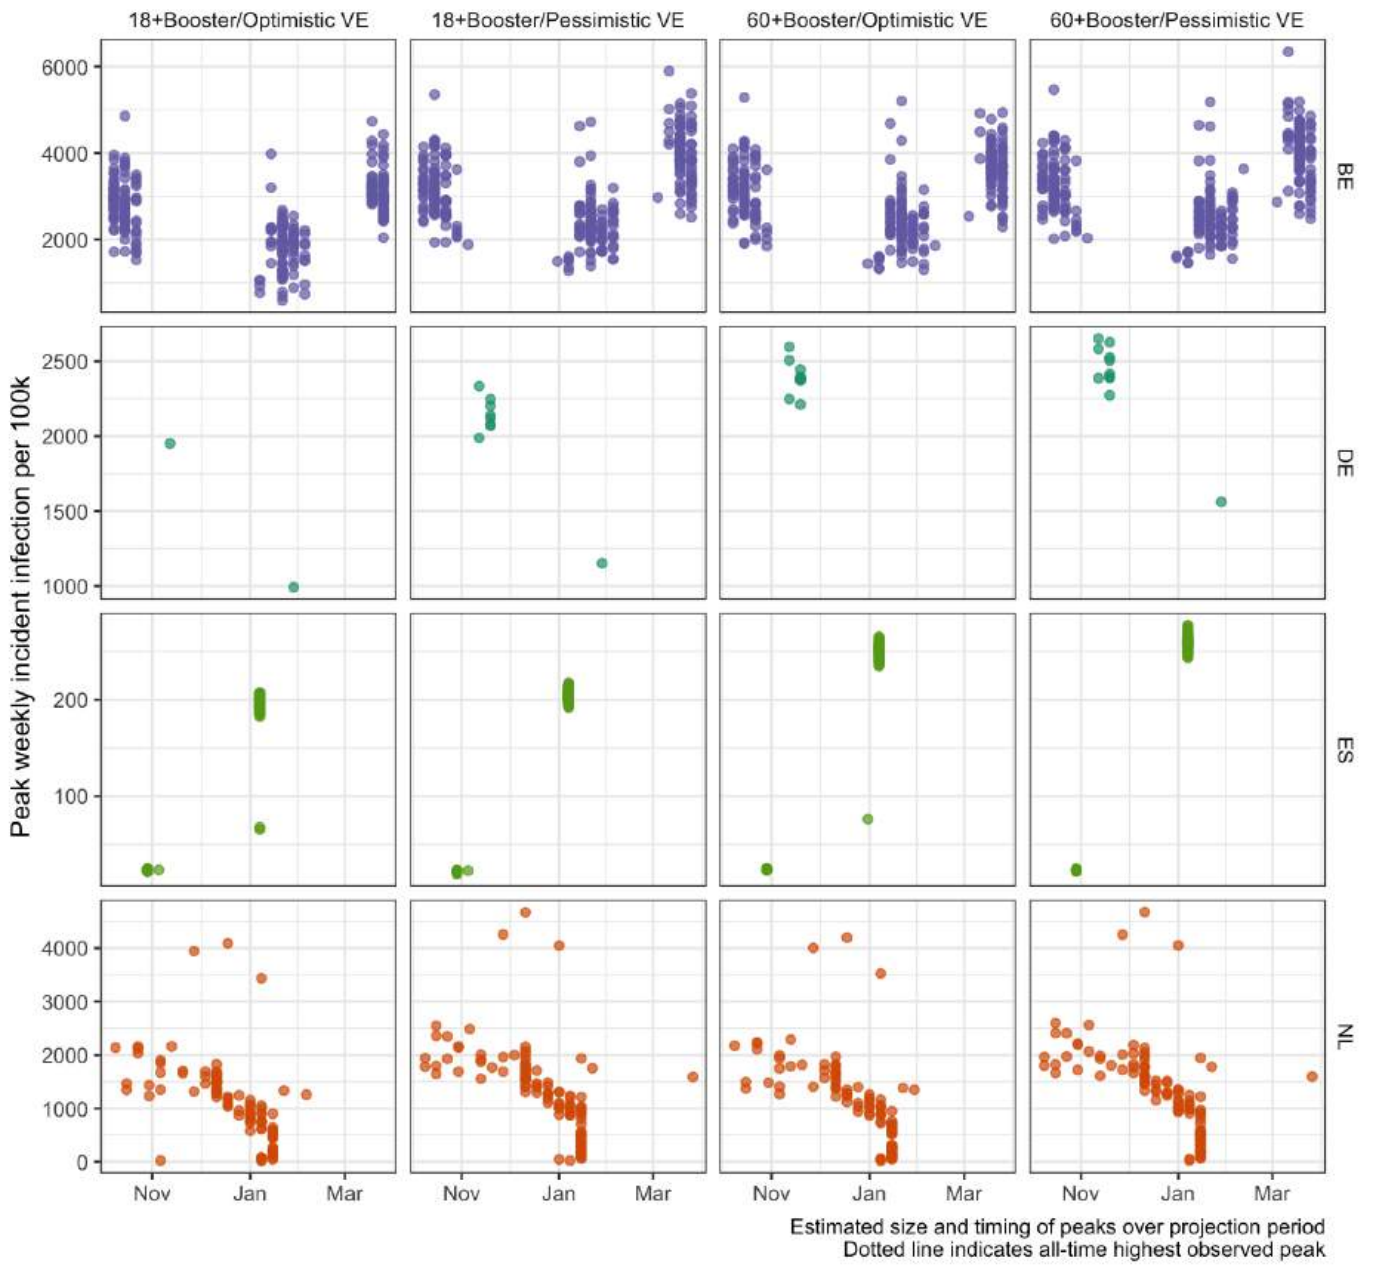 18+Booster/Optimistic VE 18+Booster/Pessimistic VE 60+Booster/Optimistic VE 60+Booster/Pessimistic VE
Peak weekly incident infection per 100k
6000
4000
2000
BE
2500
2000
1500
1000
DE
200
100
ES
4000
3000
2000
1000
0
NL
Nov Jan Mar Nov Jan Mar Nov Jan Mar Nov Jan Mar
Estimated size and timing of peaks over projection period
Dotted line indicates all-time highest observed peak